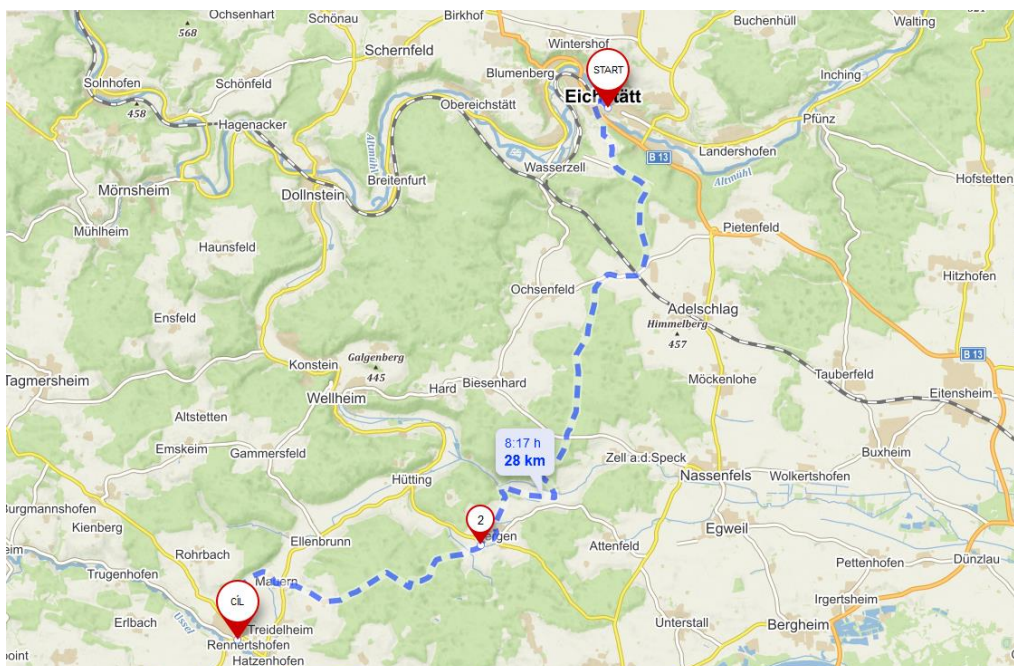 Ochsenhart
Schönau
Birkhof
Buchenhüll
568
Walting
Schernfeld
Wintershof
Solnhofen
Schönfeld
Blumenberg
START
Inching
Eichstätt
Obereichstätt
458
Hagenacker
Altmühl
Pfünz
Landershofen
B 13
Wasserzell
Altmühl
Hofstetten
Breitenfurt
Mörnsheim
Dollnstein
Mühlheim
Pietenfeld
Haunsfeld
Hitzhofen
Ochsenfeld
Adelschlag
Ensfeld
Himmelberg
457
B 13
Galgenberg
445
Konstein
Tagmersheim
Hard
Biesenhard
Möckenlohe
Tauberfeld
Eitensheim
Wellheim
Altstetten
8:17 h
28 km
Emskeim
Gammersfeld
Zell a.d.Speck
Buxheim
Hütting
Nassenfels
Wolkertshofen
Burgmannshofen
2
Kienberg
Egweil
Ellenbrunn
Attenfeld
Rohrbach
Pettenhofen
Dünzlau
Trugenhofen
Mauern
CÍL
Irgertsheim
Erlbach
Ussel
Treidelheim
Unterstall
Bergheim
Rennertshofen
Hatzenhofen